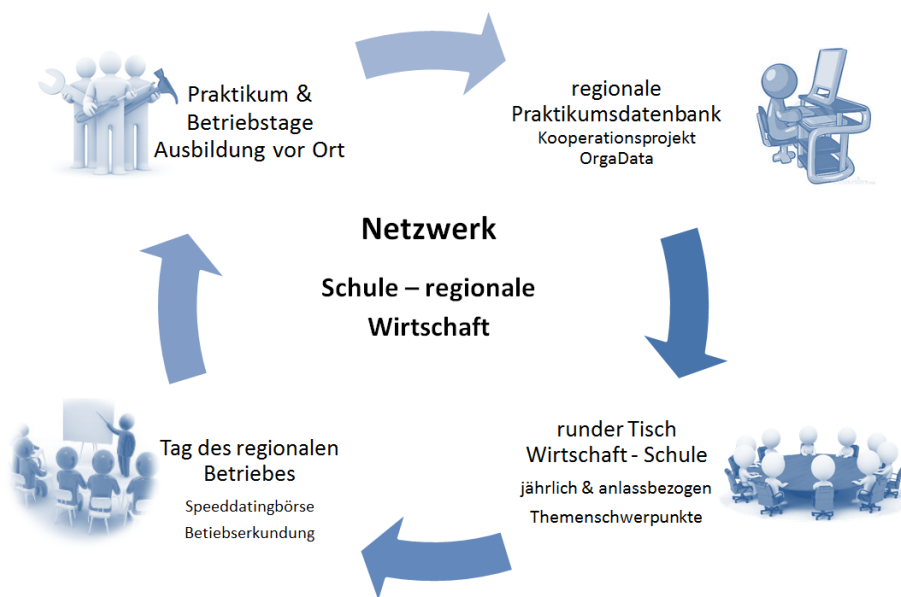 Praktikum &
Betriebstage
Ausbildung vor Ort
regionale
Praktikumsdatenbank
Kooperationsprojekt
OrgaData
Netzwerk
Schule – regionale
Wirtschaft
Tag des regionalen
Betriebes
Speeddatingbörse
Betiebserkundung
runder Tisch
Wirtschaft - Schule
jährlich & anlassbezogen
Themenschwerpunkte